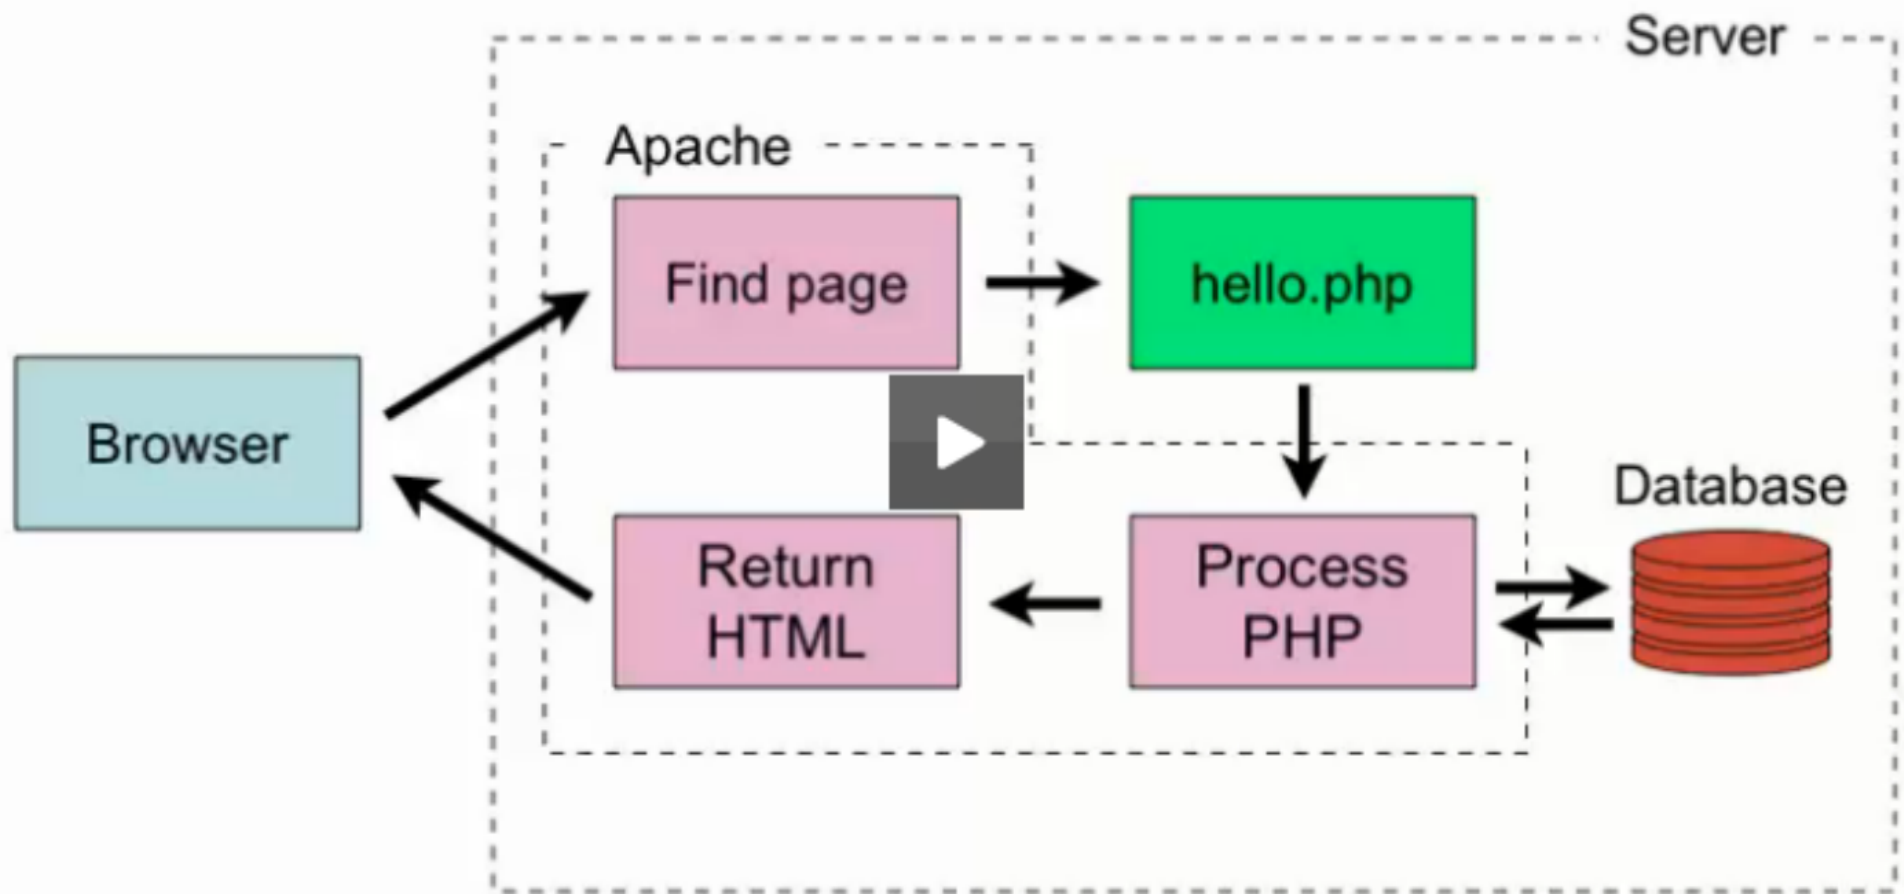 Server
Apache
Find page
hello.php
Browser
Database
Return
HTML
Process
PHP